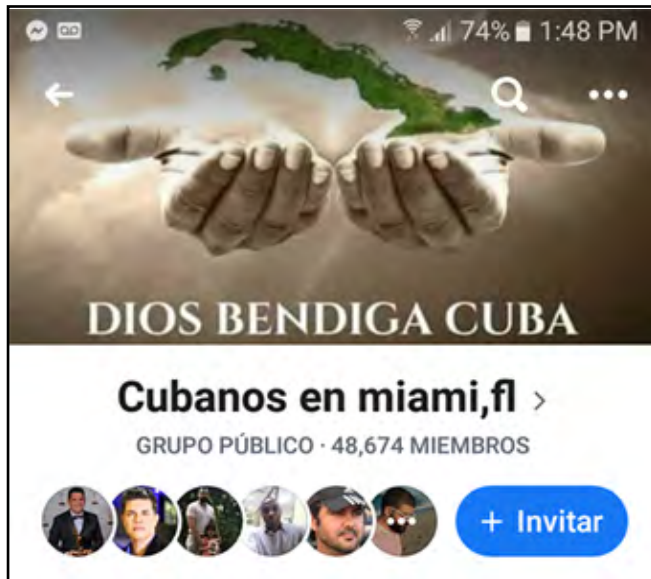 74% 1:48 PM
DIOS BENDIGA CUBA
Cubanos en miami,fl >
GRUPO PÚBLICO · 48,674 MIEMBROS
+ Invitar